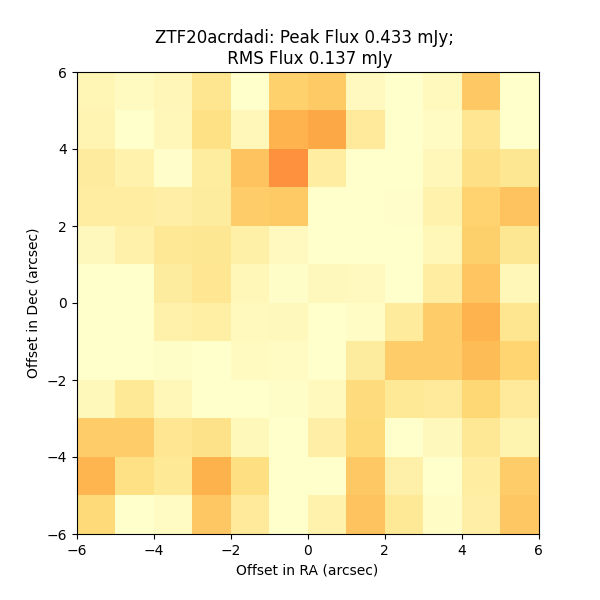 ZTF20acrdadi: Peak Flux 0.433 mJy;
RMS Flux 0.137 mJy
6
4
2
0
−2
−4
−6
Offset in Dec (arcsec)
−6 −4 −2 0 2 4 6
Offset in RA (arcsec)